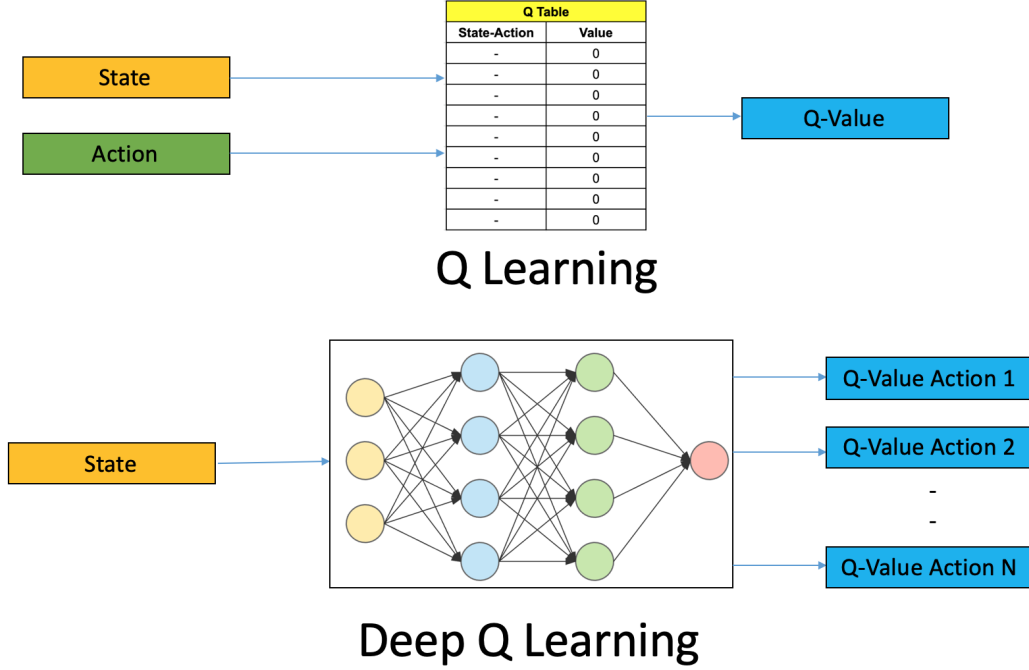 Q Table
State-Action Value
- 0
- 0
- 0
- 0
- 0
- 0
- 0
- 0
- 0
State
Action
Q-Value
Q Learning
State
Q-Value Action 1
Q-Value Action 2
-
-
Q-Value Action N
Deep Q Learning